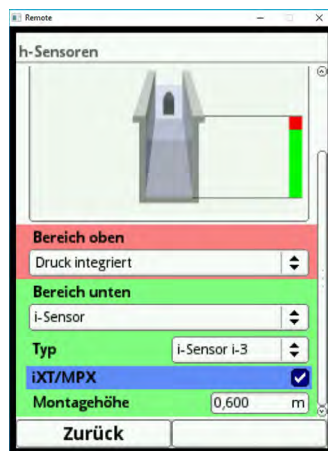 Remote
h-Sensoren
Bereich oben
Druck integriert
Bereich unten
i-Sensor
Typ i-Sensor i-3
iXT/MPX
Montagehöhe 0,600 m
Zurück